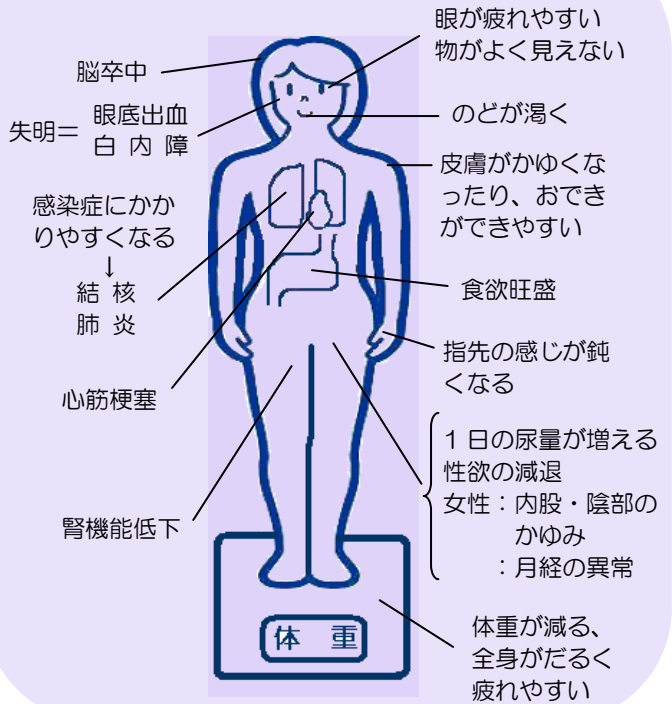 脳卒中
失明＝
眼底出血
白 内 障
感染症にかか
りやすくなる
↓
結 核
肺 炎
心筋梗塞
腎機能低下
眼が疲れやすい
物がよく見えない
のどが渇く
皮膚がかゆくな
ったり、おでき
ができやすい
食欲旺盛
指先の感じが鈍
くなる
1 日の尿量が増える
性欲の減退
女性：内股・陰部の
かゆみ
：月経の異常
体重が減る、
全身がだるく
疲れやすい
体 重